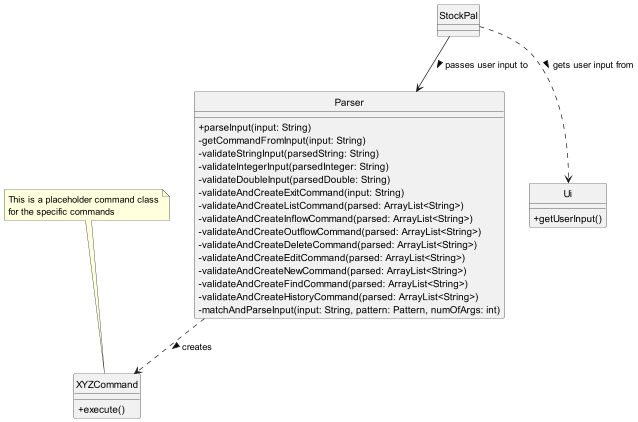 StockPal
passes user input to
gets user input from
Parser
+parseInput(input: String)
-getCommandFromInput(input: String)
-validateStringInput(parsedString: String)
-validateIntegerInput(parsedInteger: String)
-validateDoubleInput(parsedDouble: String)
-validateAndCreateExitCommand(input: String)
-validateAndCreateListCommand(parsed: ArrayList<String>)
-validateAndCreateInflowCommand(parsed: ArrayList<String>)
-validateAndCreateOutflowCommand(parsed: ArrayList<String>)
-validateAndCreateDeleteCommand(parsed: ArrayList<String>)
-validateAndCreateEditCommand(parsed: ArrayList<String>)
-validateAndCreateNewCommand(parsed: ArrayList<String>)
-validateAndCreateFindCommand(parsed: ArrayList<String>)
-validateAndCreateHistoryCommand(parsed: ArrayList<String>)
-matchAndParseInput(input: String, pattern: Pattern, numOfArgs: int)
Ui
+getUserInput()
This is a placeholder command class
for the specific commands
creates
XYZCommand
+execute()